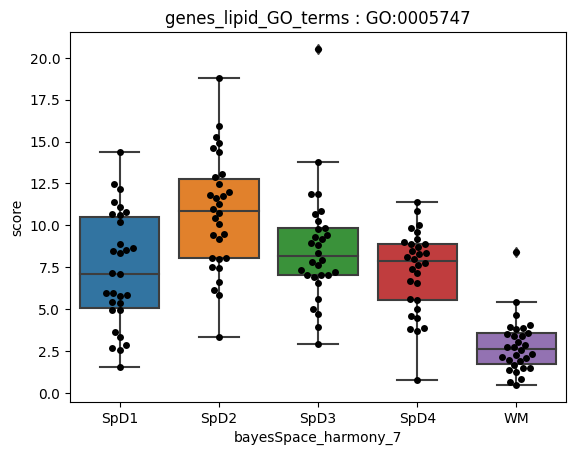 genes_lipid_GO_terms : GO:0005747
score
20.0
17.5
15.0
12.5
10.0
7.5
5.0
2.5
0.0
SpD1 SpD2 SpD3 SpD4 WM
bayesSpace_harmony_7